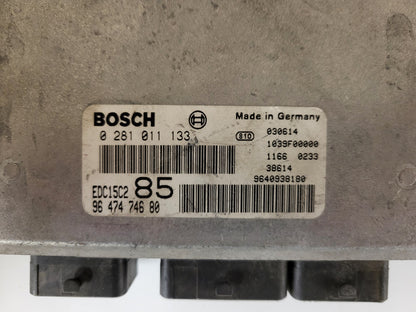 BOSCH
Made in Germany
0 281 011 133
810
030614
1039F00000
1166 0233
38614
9640938180
EDC15C2 85
96 474 746 80